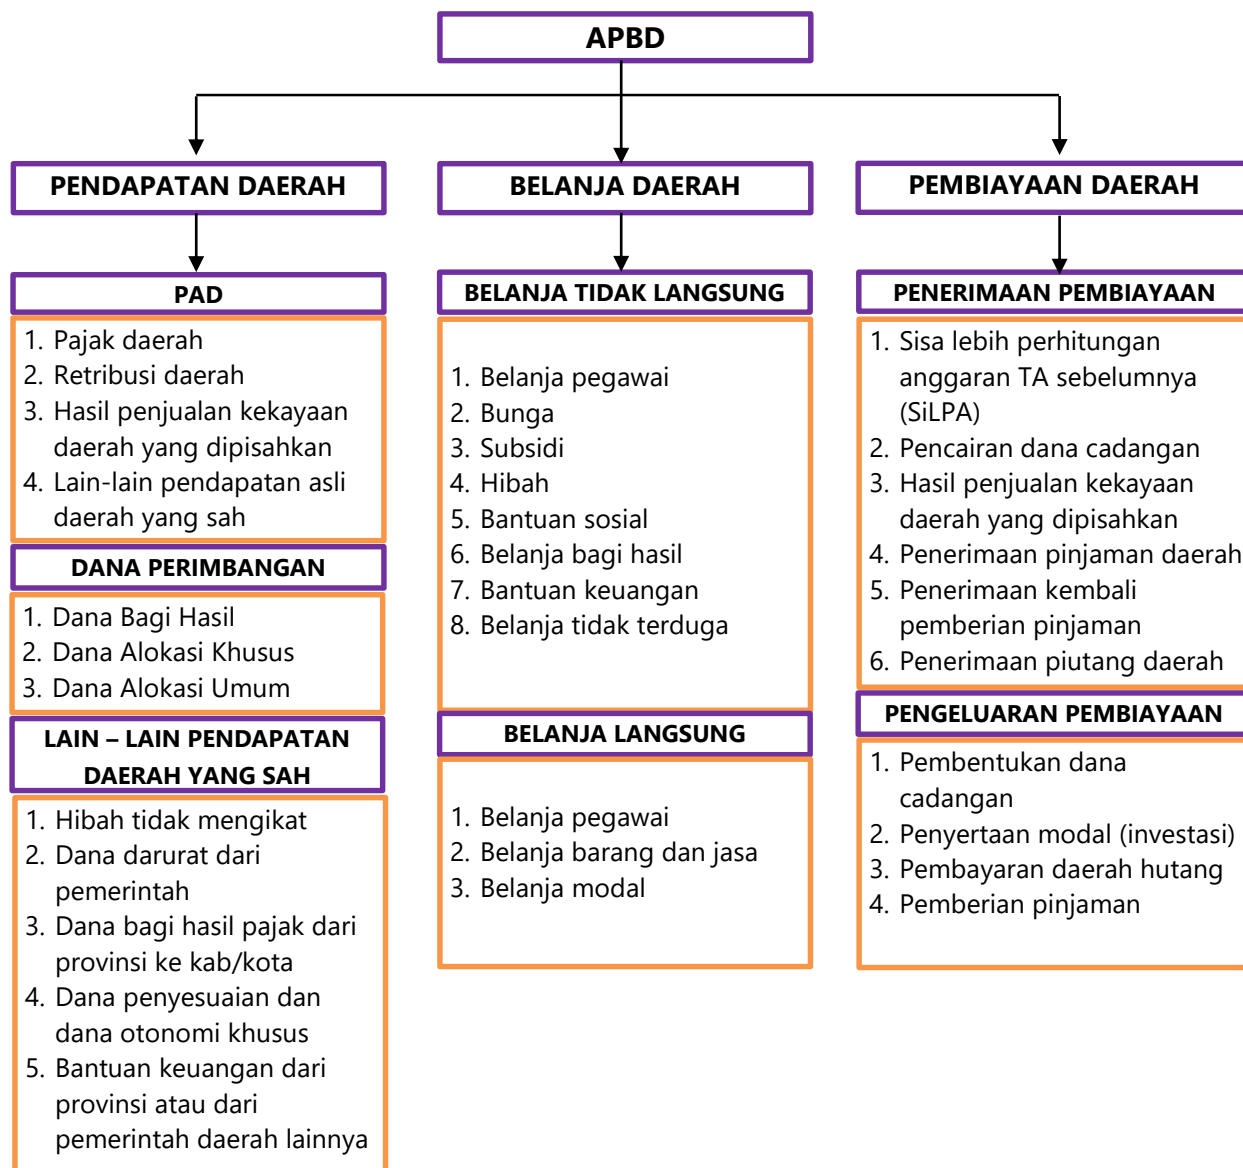 APBD
PENDAPATAN DAERAH
PAD
1. Pajak daerah
2. Retribusi daerah
3. Hasil penjualan kekayaan
daerah yang dipisahkan
4. Lain-lain pendapatan asli
daerah yang sah
DANA PERIMBANGAN
1. Dana Bagi Hasil
2. Dana Alokasi Khusus
3. Dana Alokasi Umum
LAIN – LAIN PENDAPATAN
DAERAH YANG SAH
1. Hibah tidak mengikat
2. Dana darurat dari
pemerintah
3. Dana bagi hasil pajak dari
provinsi ke kab/kota
4. Dana penyesuaian dan
dana otonomi khusus
5. Bantuan keuangan dari
provinsi atau dari
pemerintah daerah lainnya
BELANJA DAERAH
BELANJA TIDAK LANGSUNG
1. Belanja pegawai
2. Bunga
3. Subsidi
4. Hibah
5. Bantuan sosial
6. Belanja bagi hasil
7. Bantuan keuangan
8. Belanja tidak terduga
BELANJA LANGSUNG
1. Belanja pegawai
2. Belanja barang dan jasa
3. Belanja modal
PEMBIAYAAN DAERAH
PENERIMAAN PEMBIAYAAN
1. Sisa lebih perhitungan
anggaran TA sebelumnya
(SiLPA)
2. Pencairan dana cadangan
3. Hasil penjualan kekayaan
daerah yang dipisahkan
4. Penerimaan pinjaman daerah
5. Penerimaan kembali
pemberian pinjaman
6. Penerimaan piutang daerah
PENGELUARAN PEMBIAYAAN
1. Pembentukan dana
cadangan
2. Penyertaan modal (investasi)
3. Pembayaran daerah hutang
4. Pemberian pinjaman